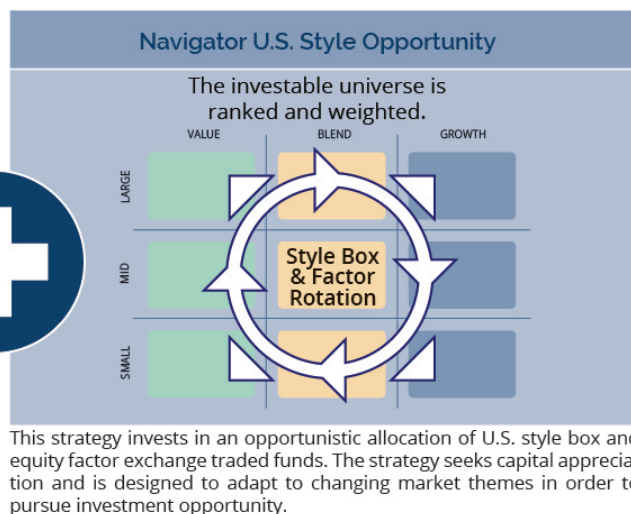 Navigator U.S. Style Opportunity
The investable universe is
ranked and weighted.
VALUE BLEND GROWTH
LARGE
MID
Style Box
& Factor
Rotation
SMALL
This strategy invests in an opportunistic allocation of U.S. style box and
equity factor exchange traded funds. The strategy seeks capital apprecia-
tion and is designed to adapt to changing market themes in order to
pursue investment opportunity.